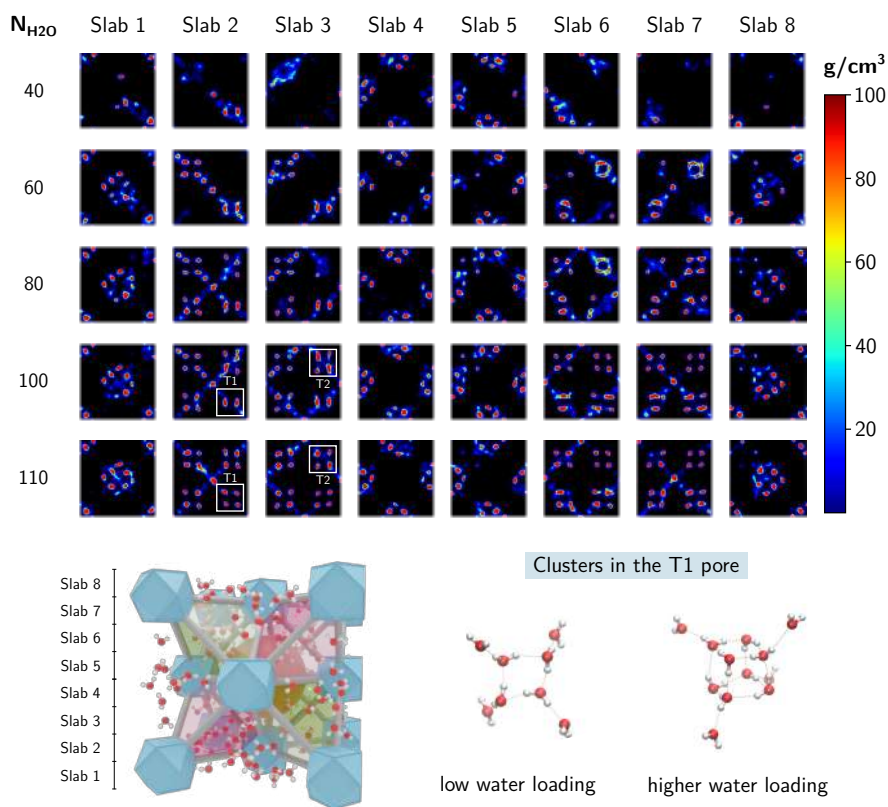 N_H2O Slab 1 Slab 2 Slab 3 Slab 4 Slab 5 Slab 6 Slab 7 Slab 8
g/cm³
40
60
80
100
T1
T2
110
T1
T2
100
80
60
40
20
Clusters in the T1 pore
Slab 8
Slab 7
Slab 6
Slab 5
Slab 4
Slab 3
Slab 2
Slab 1
low water loading
higher water loading